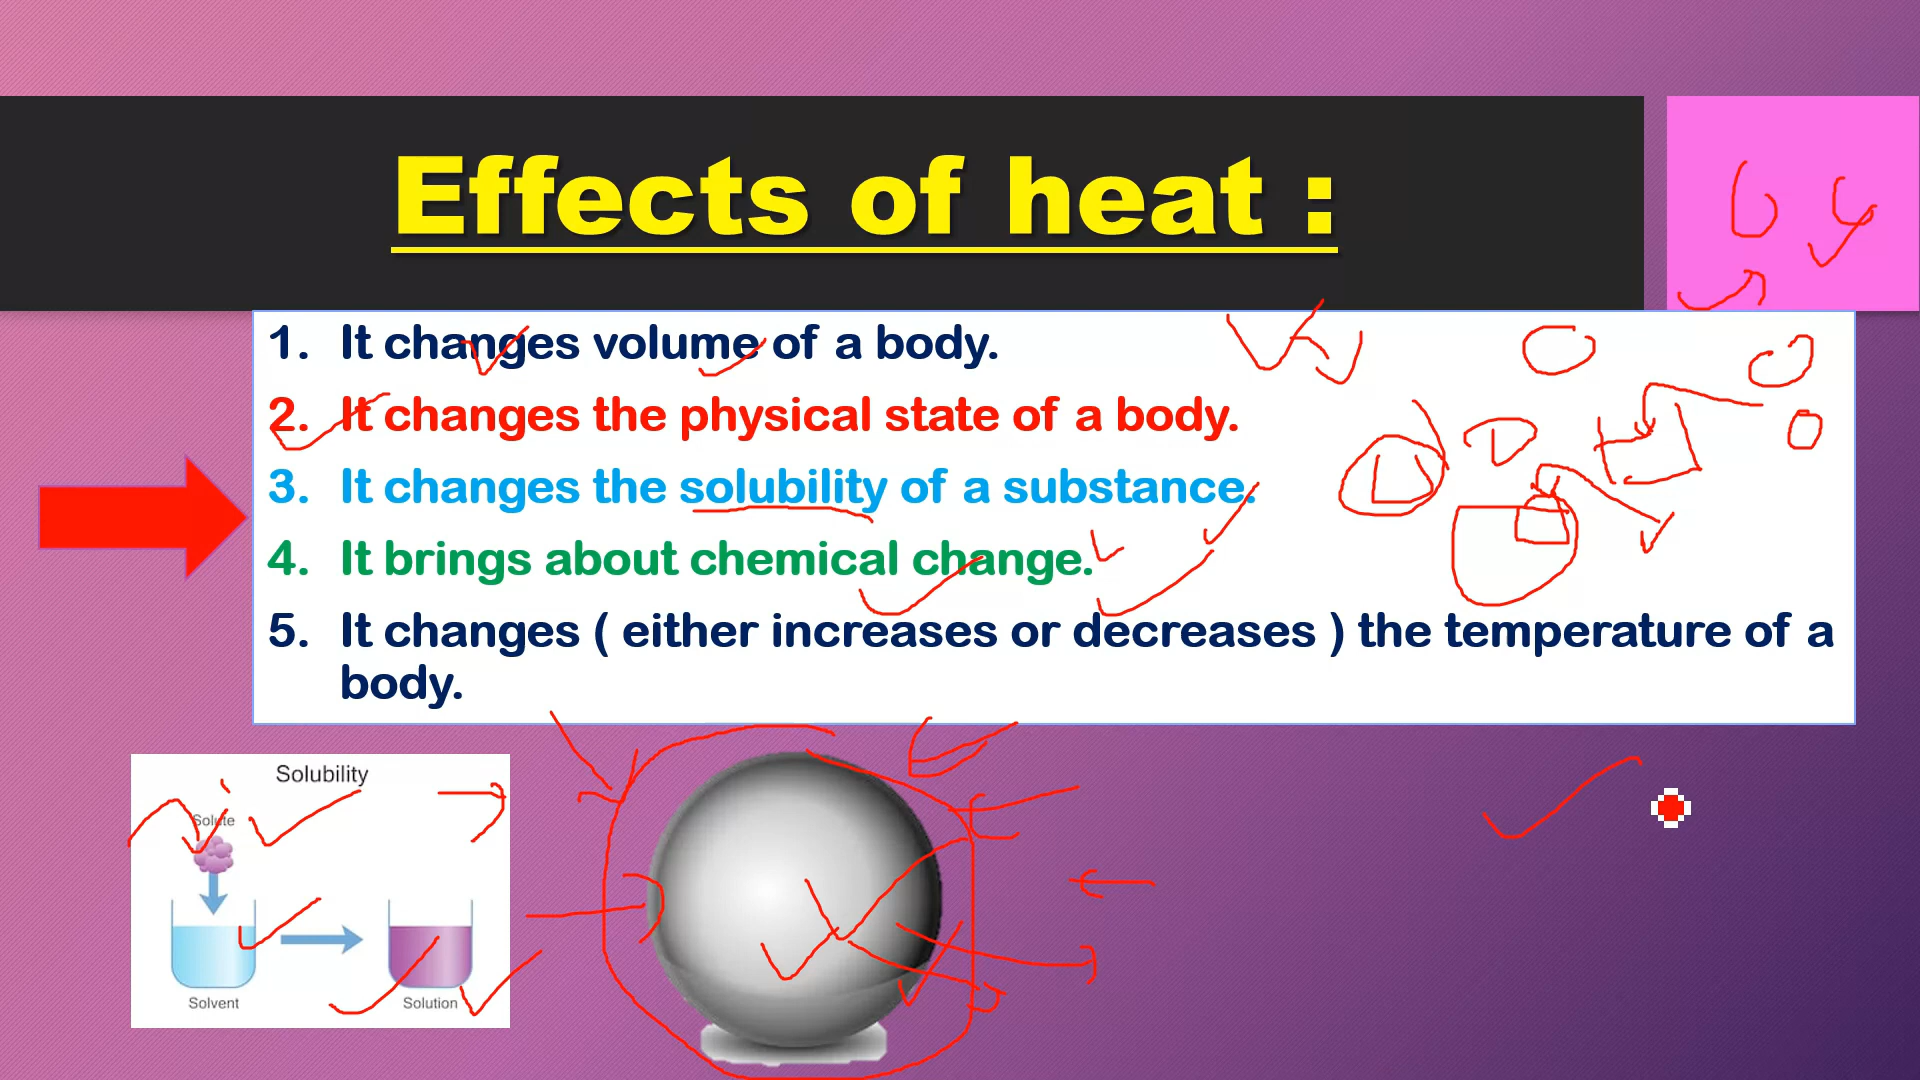 Effects of heat :
1. It changes volume of a body.
2. It changes the physical state of a body.
3. It changes the solubility of a substance.
4. It brings about chemical change.
5. It changes ( either increases or decreases ) the temperature of a
body.
Solubility
Solute
Solvent
Solution